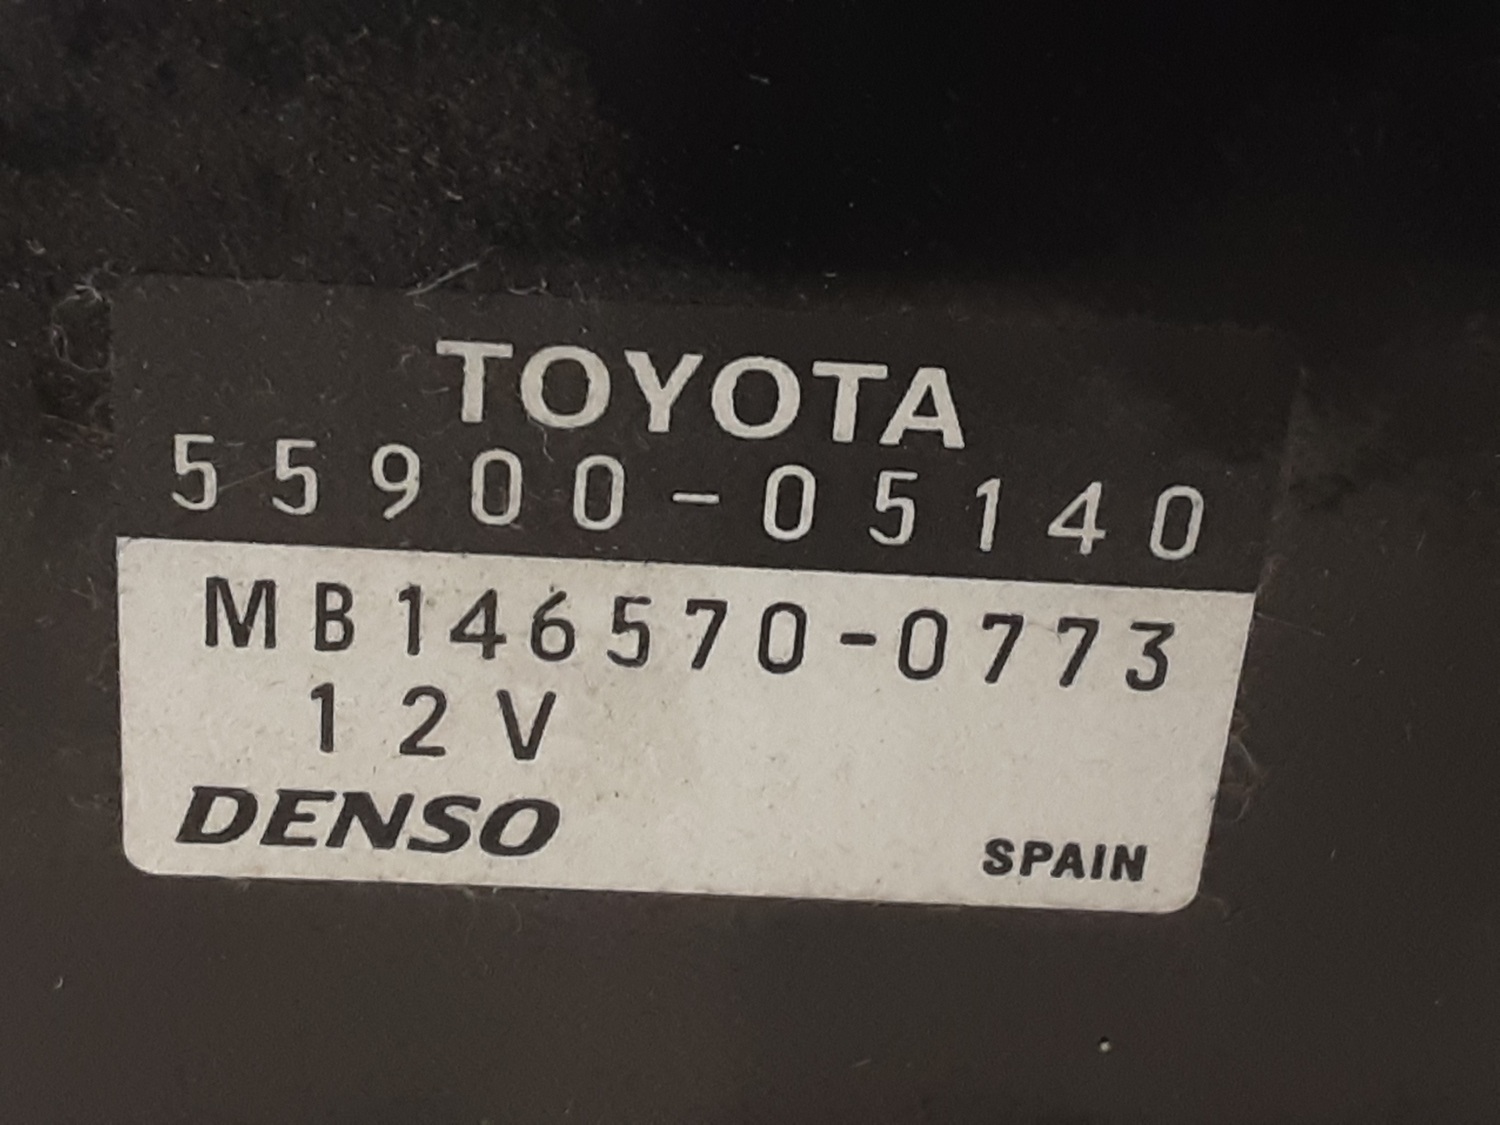 TOYOTA
55900-05140
MB146570-0773
12V
DENSO
SPAIN